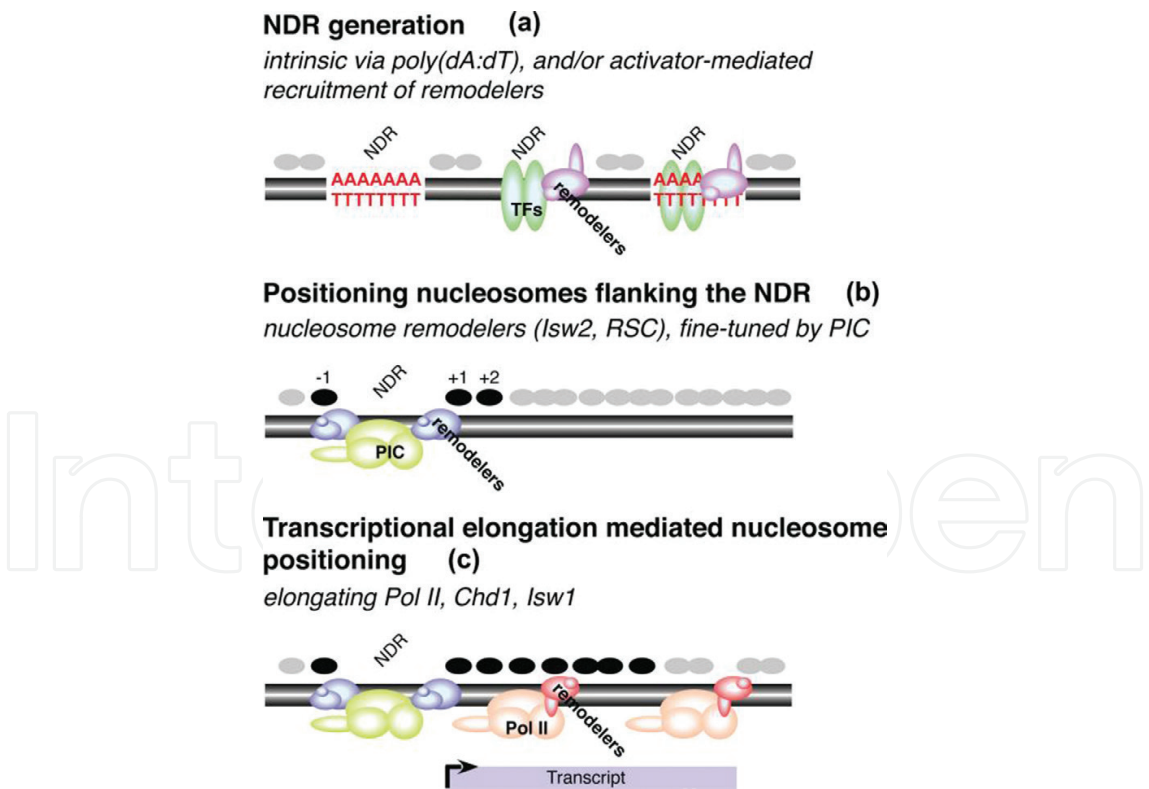 NDR generation (a)
intrinsic via poly(dA:dT), and/or activator-mediated
recruitment of remodelers
NDR NDR NDR
AAAAAAA AAAA
TTTTTTTT TFs remodelers TTTTTTT
Positioning nucleosomes flanking the NDR (b)
nucleosome remodelers (Isw2, RSC), fine-tuned by PIC
-1 NDR +1 +2
PIC remodelers
Transcriptional elongation mediated nucleosome
positioning (c)
elongating Pol II, Chd1, Isw1
NDR
Pol II remodelers
Transcript